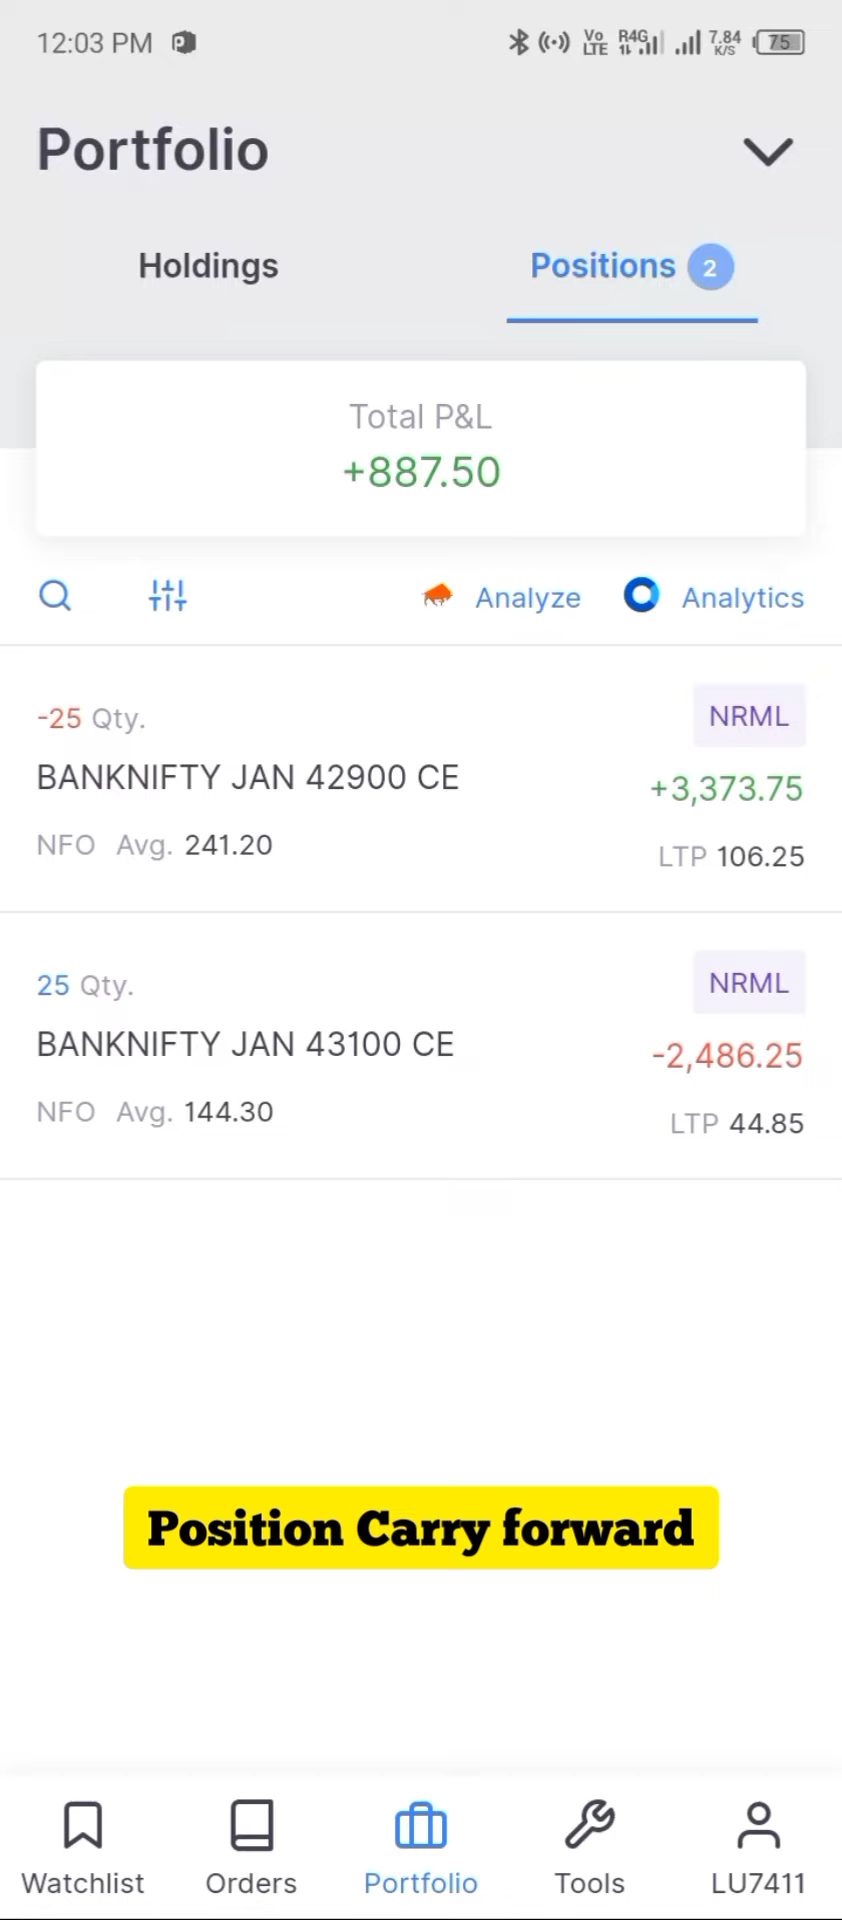 12:03 PM Vo LTE R4G 7.84 K/S 75
Portfolio
Holdings Positions 2
Total P&L
+887.50
Analyze Analytics
-25 Qty. NRML
BANKNIFTY JAN 42900 CE +3,373.75
NFO Avg. 241.20 LTP 106.25
25 Qty. NRML
BANKNIFTY JAN 43100 CE -2,486.25
NFO Avg. 144.30 LTP 44.85
Position Carry forward
Watchlist Orders Portfolio Tools LU7411